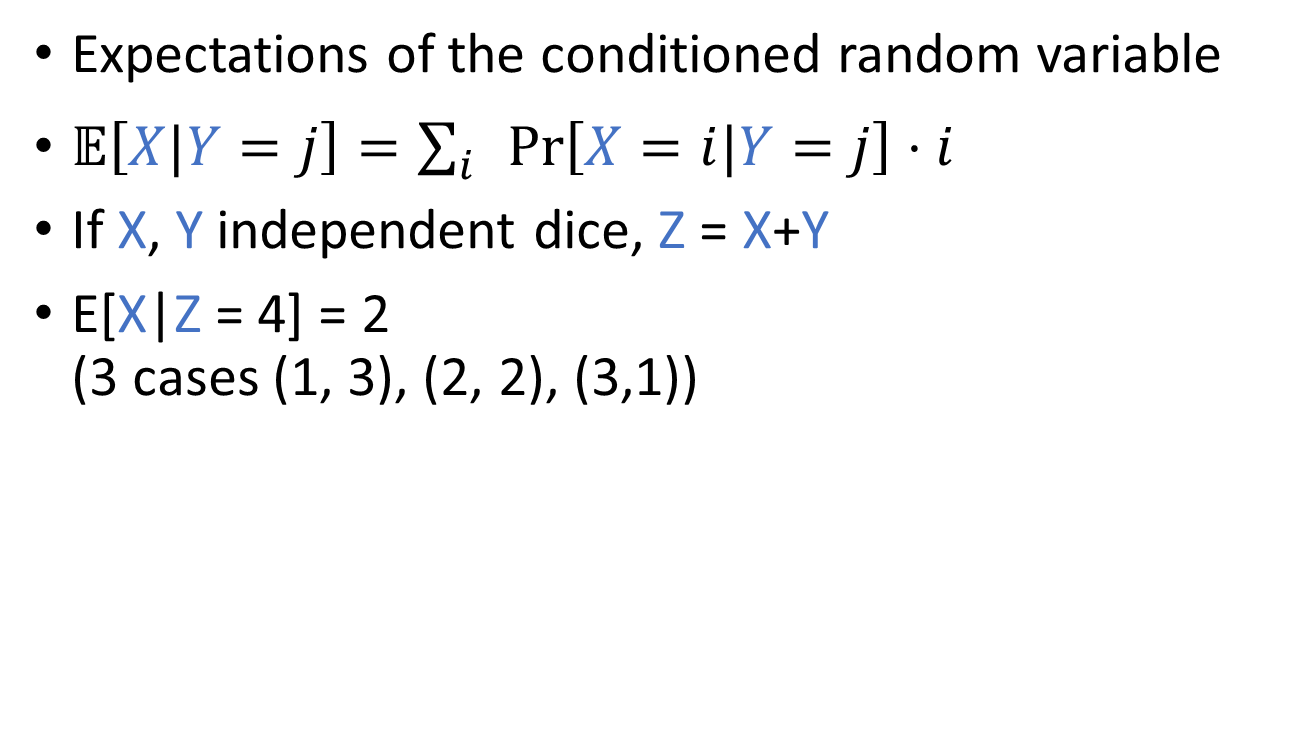 • Expectations of the conditioned random variable
• 𝔼[X|Y = j] = ∑ᵢ Pr[X = i|Y = j] · i
• If X, Y independent dice, Z = X+Y
• E[X|Z = 4] = 2
(3 cases (1, 3), (2, 2), (3,1))